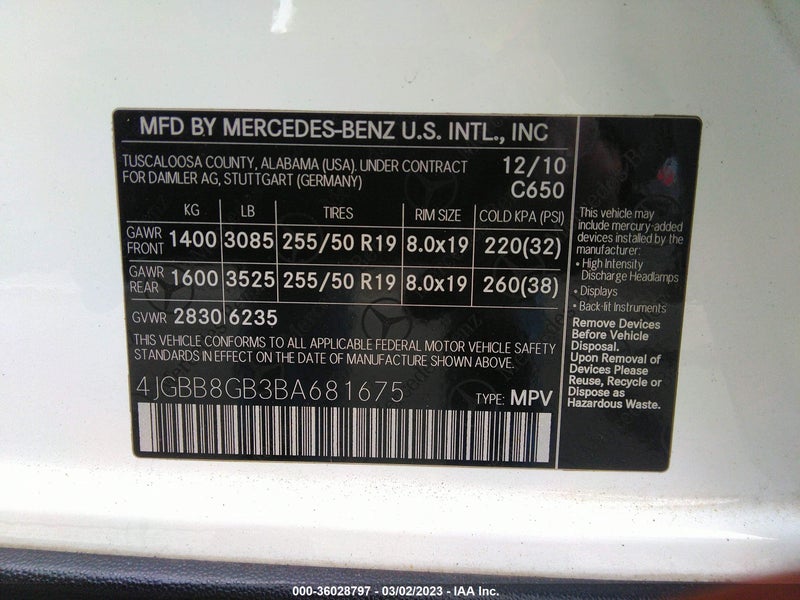 MFD BY MERCEDES-BENZ U.S. INTL., INC
TUSCALOOSA COUNTY, ALABAMA (USA). UNDER CONTRACT 12/10
FOR DAIMLER AG, STUTTGART (GERMANY) C650
KG LB TIRES RIM SIZE COLD KPA (PSI)
GAWR FRONT 1400 3085 255/50 R19 8.0x19 220(32)
GAWR REAR 1600 3525 255/50 R19 8.0x19 260(38)
GVWR 2830 6235
THIS VEHICLE CONFORMS TO ALL APPLICABLE FEDERAL MOTOR VEHICLE SAFETY
STANDARDS IN EFFECT ON THE DATE OF MANUFACTURE SHOWN ABOVE.
4JGBB8GB3BA681675 TYPE: MPV
This vehicle may
include mercury-added
devices installed by the
manufacturer:
• High Intensity
Discharge Headlamps
• Displays
• Back-lit Instruments
Remove Devices
Before Vehicle
Disposal.
Upon Removal of
Devices Please
Reuse, Recycle or
Dispose as
Hazardous Waste.
000-36028797 - 03/02/2023 - IAA Inc.